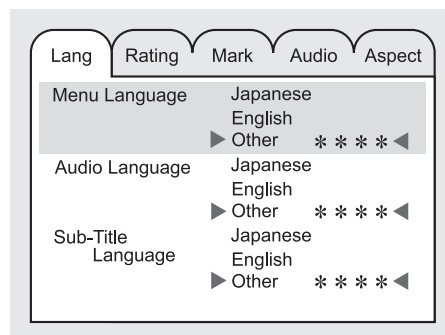 Lang Rating Mark Audio Aspect
Menu Language Japanese
English
Other ****
Audio Language Japanese
English
Other ****
Sub-Title Japanese
Language English
Other ****